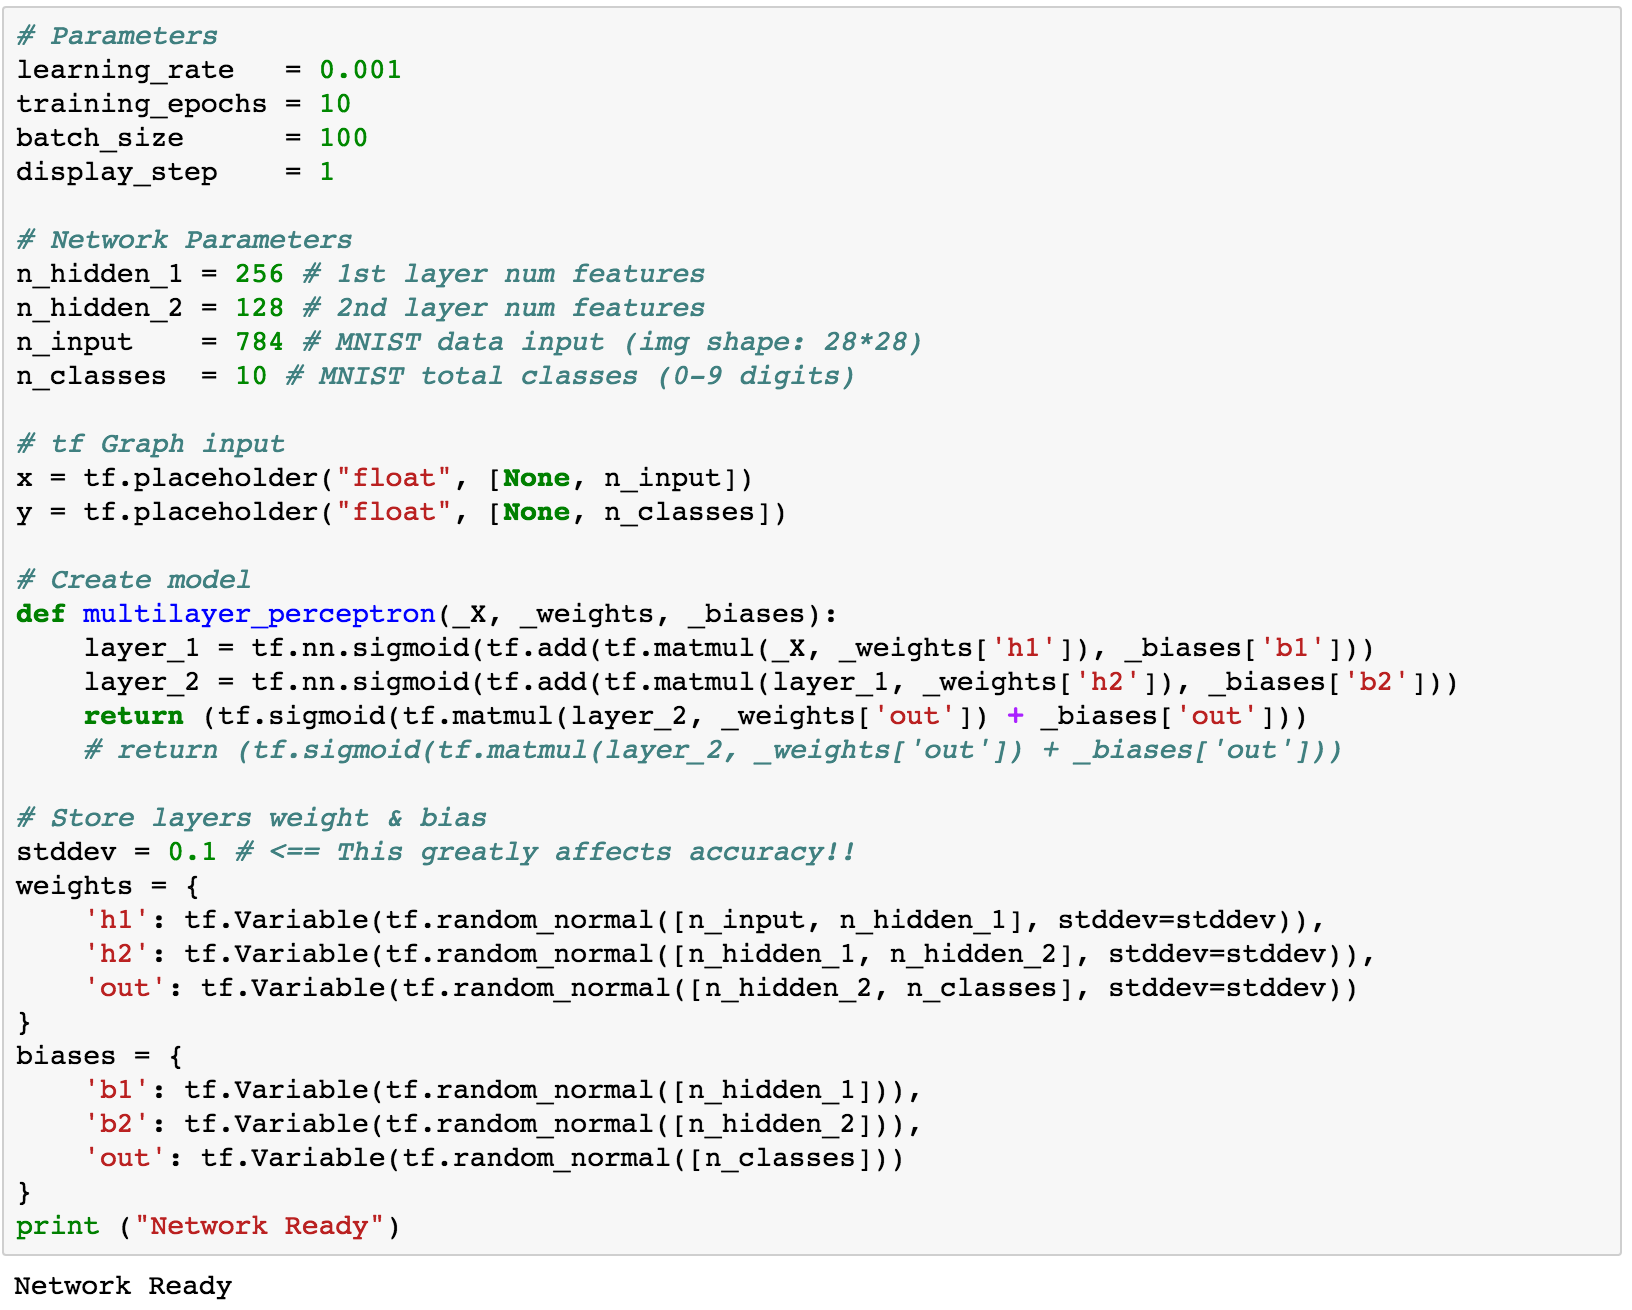 # Parameters
learning_rate   = 0.001
training_epochs = 10
batch_size      = 100
display_step    = 1
# Network Parameters
n_hidden_1 = 256 # 1st layer num features
n_hidden_2 = 128 # 2nd layer num features
n_input    = 784 # MNIST data input (img shape: 28*28)
n_classes  = 10 # MNIST total classes (0-9 digits)
# tf Graph input
x = tf.placeholder("float", [None, n_input])
y = tf.placeholder("float", [None, n_classes])
# Create model
def multilayer_perceptron(_X, _weights, _biases):
    layer_1 = tf.nn.sigmoid(tf.add(tf.matmul(_X, _weights['h1']), _biases['b1']))
    layer_2 = tf.nn.sigmoid(tf.add(tf.matmul(layer_1, _weights['h2']), _biases['b2']))
    return (tf.sigmoid(tf.matmul(layer_2, _weights['out']) + _biases['out']))
    # return (tf.sigmoid(tf.matmul(layer_2, _weights['out']) + _biases['out']))
# Store layers weight & bias
stddev = 0.1 # <== This greatly affects accuracy!!
weights = {
    'h1': tf.Variable(tf.random_normal([n_input, n_hidden_1], stddev=stddev)),
    'h2': tf.Variable(tf.random_normal([n_hidden_1, n_hidden_2], stddev=stddev)),
    'out': tf.Variable(tf.random_normal([n_hidden_2, n_classes], stddev=stddev))
}
biases = {
    'b1': tf.Variable(tf.random_normal([n_hidden_1])),
    'b2': tf.Variable(tf.random_normal([n_hidden_2])),
    'out': tf.Variable(tf.random_normal([n_classes]))
}
print ("Network Ready")
Network Ready